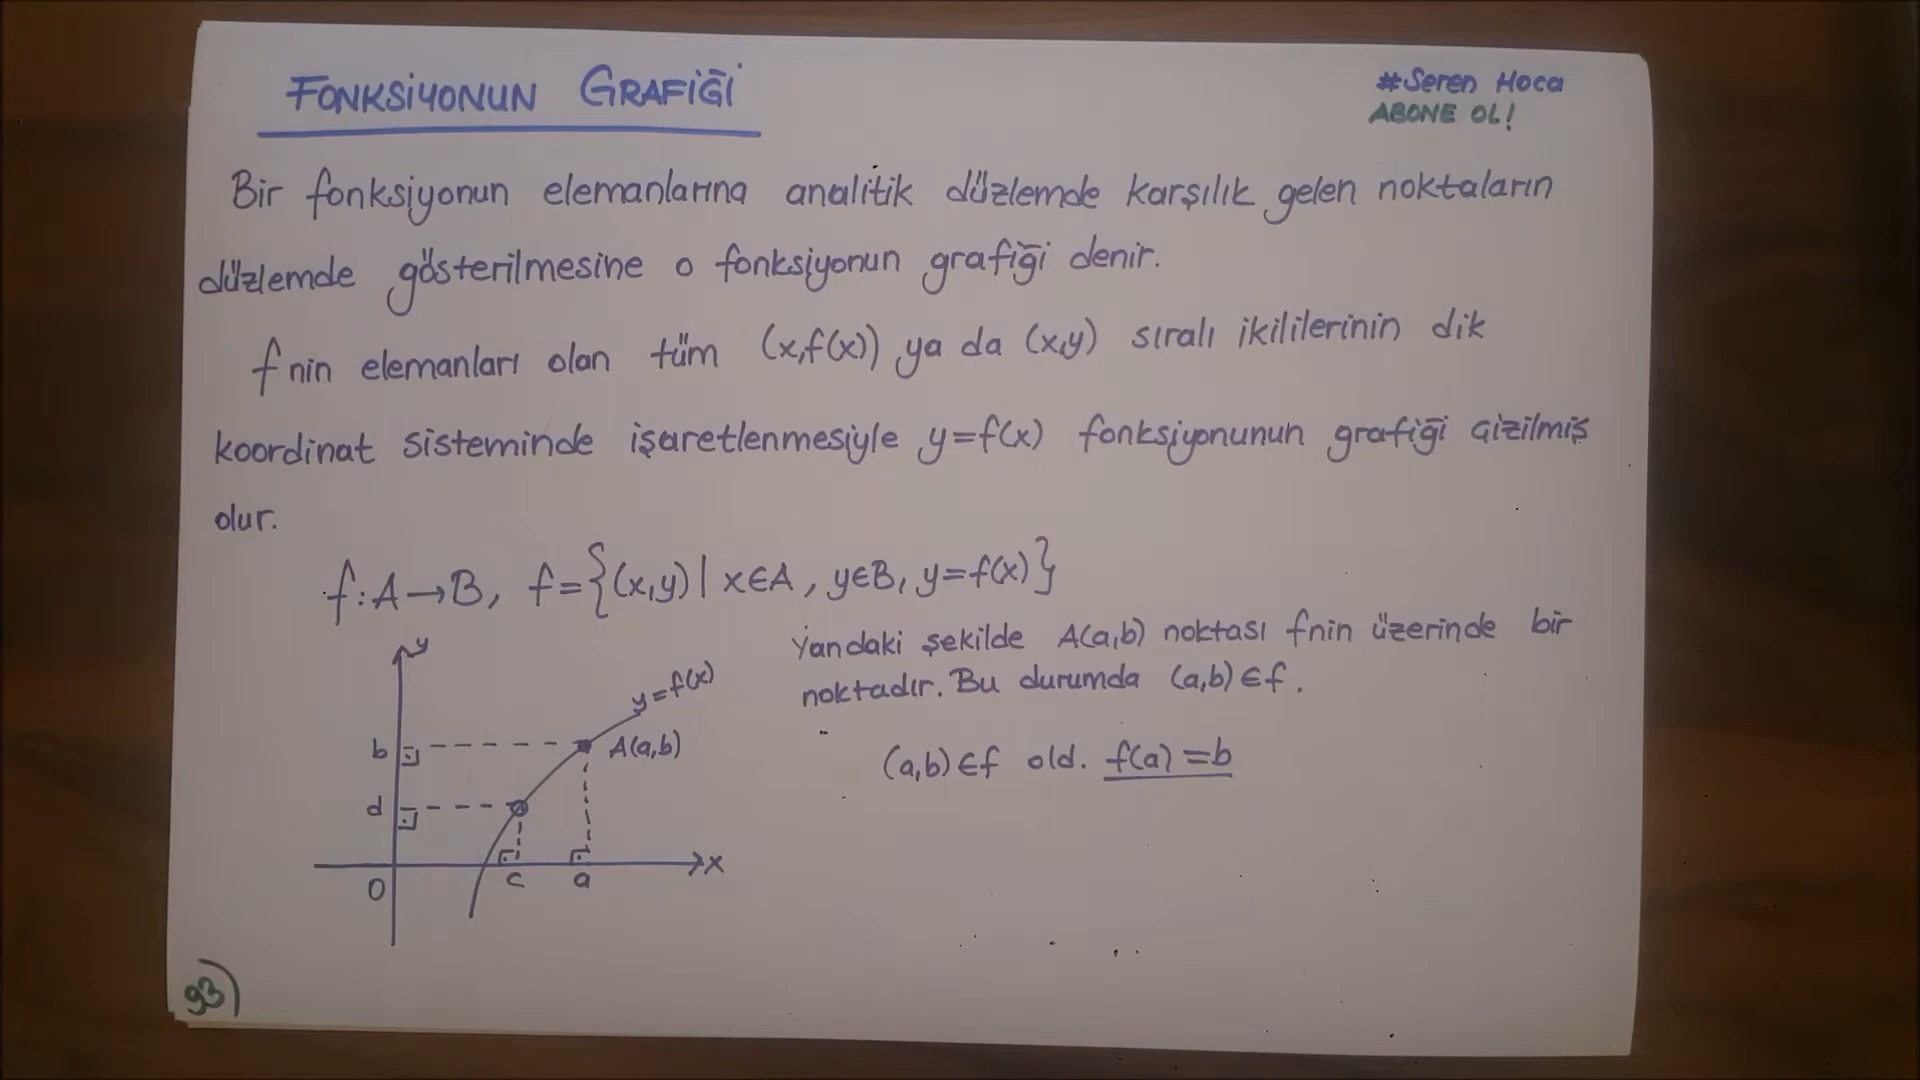 FONKSİYONUN GRAFİĞİ
#Seren Hoca
ABONE OL!
Bir fonksiyonun elemanlarına analitik düzlemde karşılık gelen noktaların
düzlemde gösterilmesine o fonksiyonun grafiği denir.
f nin elemanları olan tüm (x,f(x)) ya da (x,y) sıralı ikililerinin dik
koordinat sisteminde işaretlenmesiyle y=f(x) fonksiyonunun grafiği çizilmiş
olur.
f:A→B, f={(x,y)| x∈A, y∈B, y=f(x)}
Yandaki şekilde A(a,b) noktası fnin üzerinde bir
noktadır. Bu durumda (a,b)∈f.
(a,b)∈f old. f(a)=b
y
y=f(x)
b
A(a,b)
d
x
0
c
a
93)